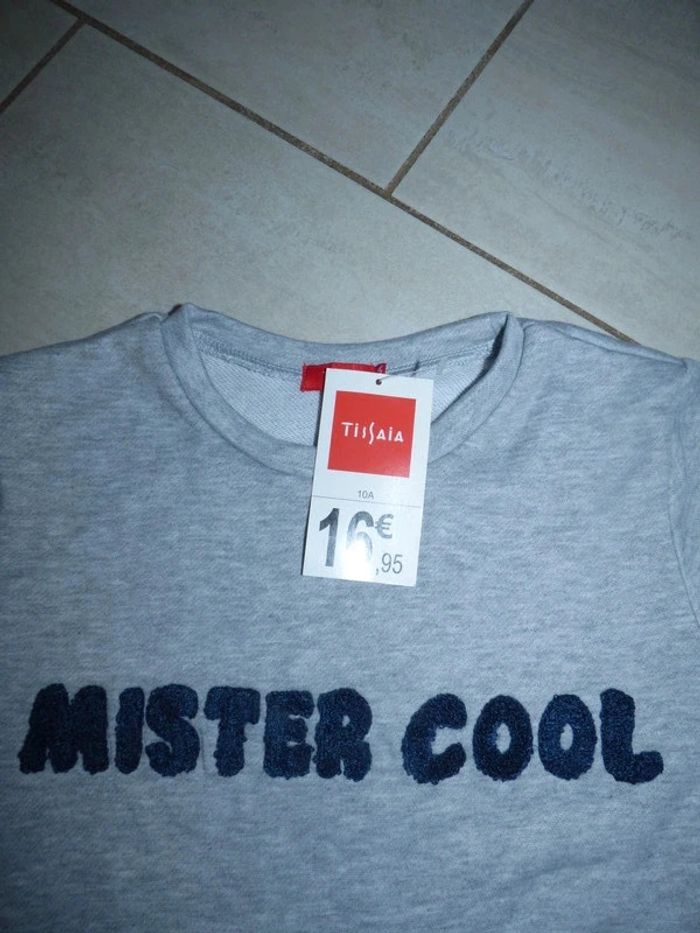 TISSAIA
10A
16€,95
MISTER COOL